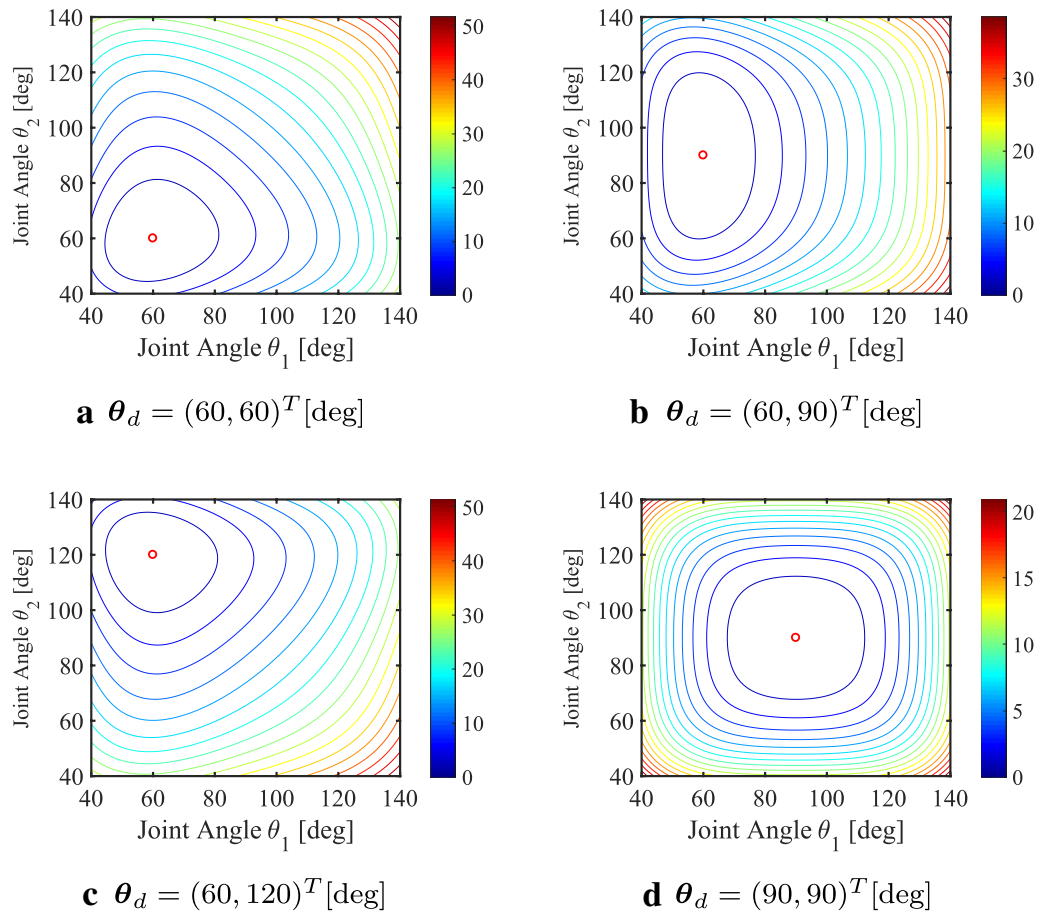 140
120
100
80
60
40
Joint Angle θ2 [deg]
40 60 80 100 120 140
Joint Angle θ1 [deg]
50
40
30
20
10
0
a θd = (60, 60)^T [deg]
140
120
100
80
60
40
Joint Angle θ2 [deg]
40 60 80 100 120 140
Joint Angle θ1 [deg]
30
20
10
0
b θd = (60, 90)^T [deg]
140
120
100
80
60
40
Joint Angle θ2 [deg]
40 60 80 100 120 140
Joint Angle θ1 [deg]
50
40
30
20
10
0
c θd = (60, 120)^T [deg]
140
120
100
80
60
40
Joint Angle θ2 [deg]
40 60 80 100 120 140
Joint Angle θ1 [deg]
20
15
10
5
0
d θd = (90, 90)^T [deg]